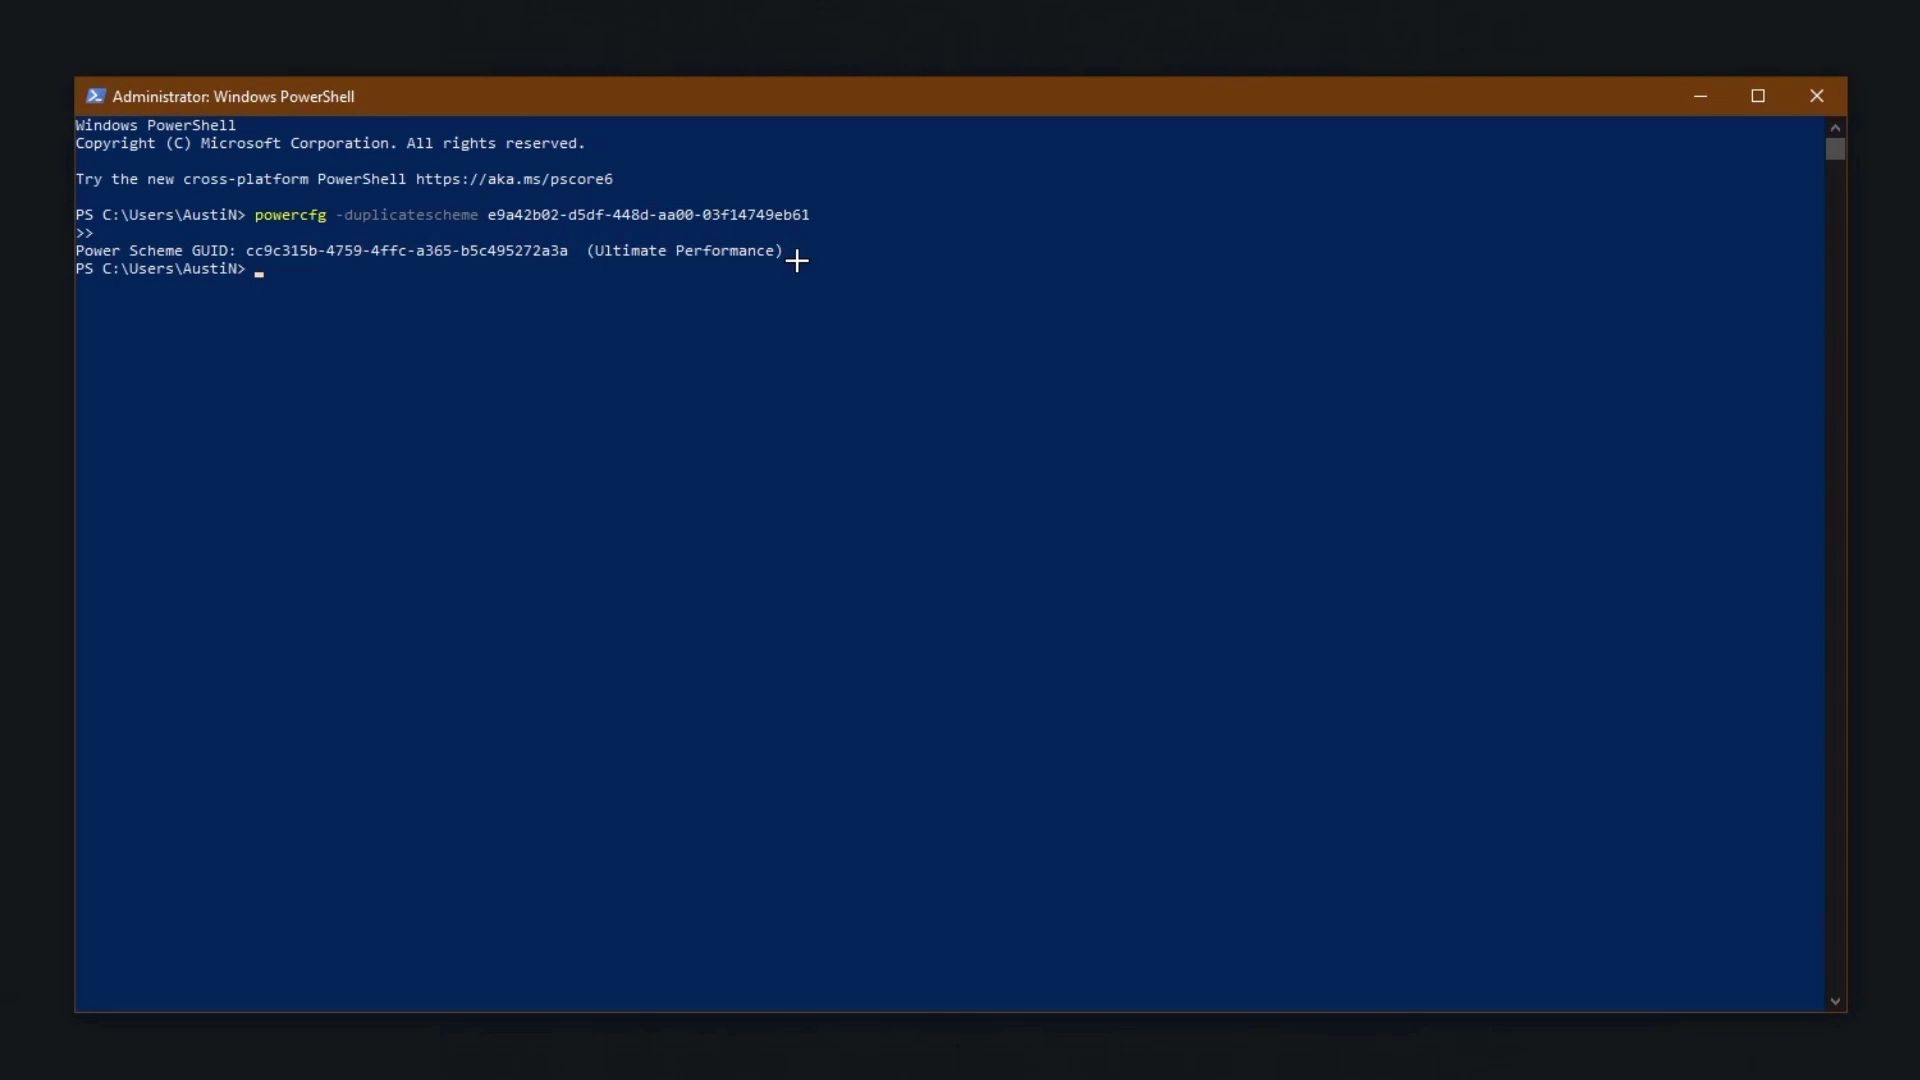 Administrator: Windows PowerShell
Windows PowerShell
Copyright (C) Microsoft Corporation. All rights reserved.
Try the new cross-platform PowerShell https://aka.ms/pscore6
PS C:\Users\AustiN> powercfg -duplicatescheme e9a42b02-d5df-448d-aa00-03f14749eb61
>>
Power Scheme GUID: cc9c315b-4759-4ffc-a365-b5c495272a3a  (Ultimate Performance)
PS C:\Users\AustiN>